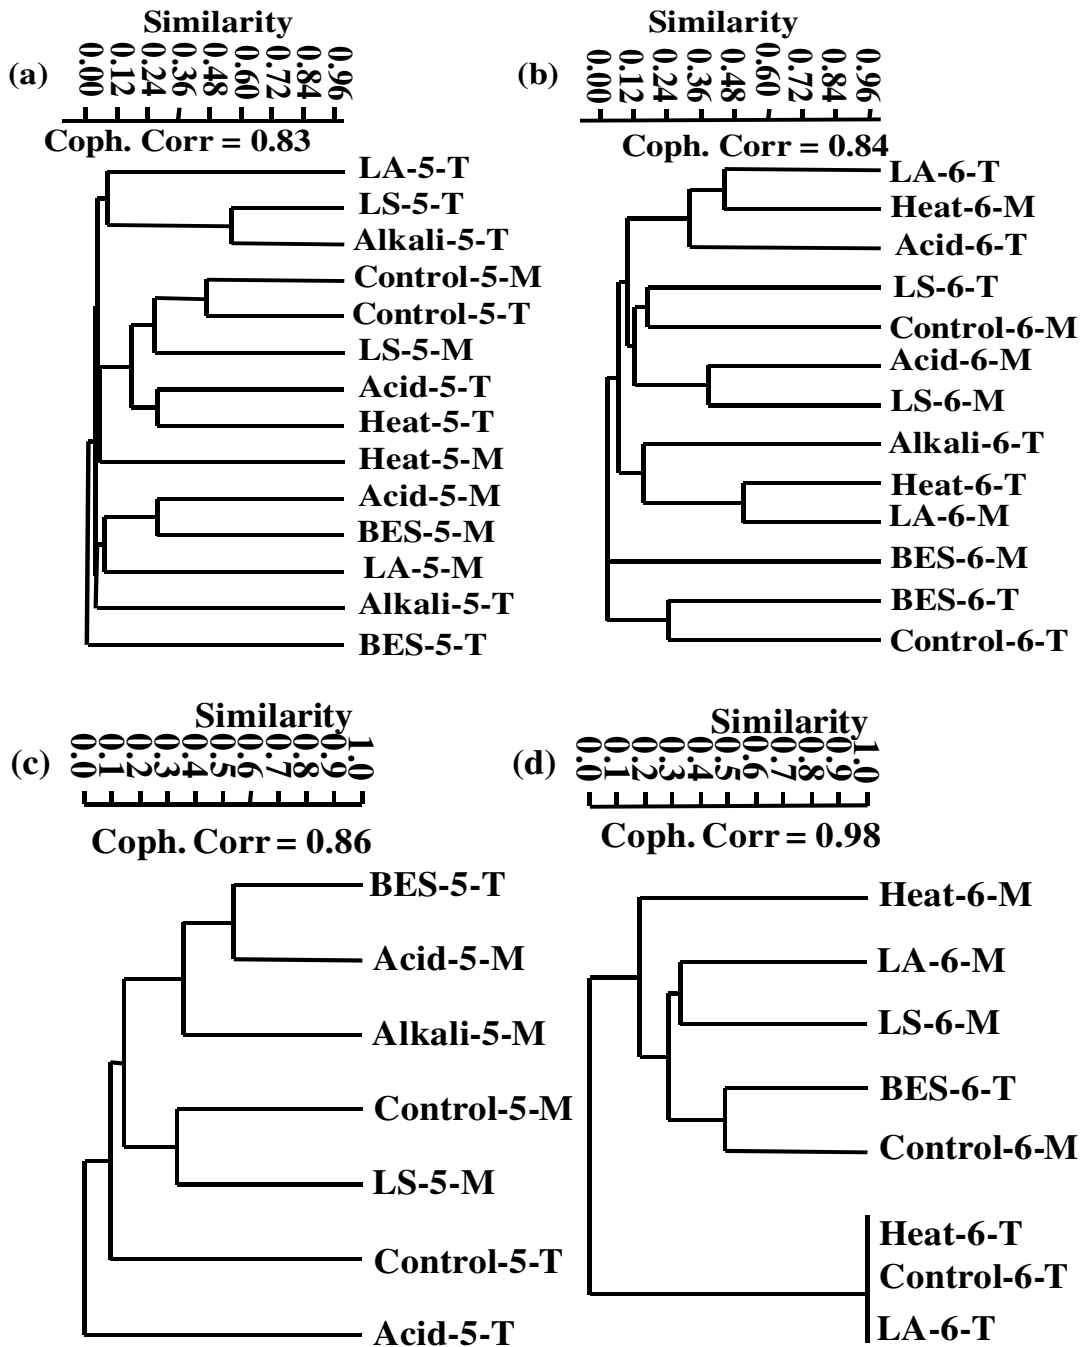 Similarity
(a)
0.00 0.12 0.24 0.36 0.48 0.60 0.72 0.84 0.96
Coph. Corr = 0.83
LA-5-T
LS-5-T
Alkali-5-T
Control-5-M
Control-5-T
LS-5-M
Acid-5-T
Heat-5-T
Heat-5-M
Acid-5-M
BES-5-M
LA-5-M
Alkali-5-T
BES-5-T
Similarity
(b)
0.00 0.12 0.24 0.36 0.48 0.60 0.72 0.84 0.96
Coph. Corr = 0.84
LA-6-T
Heat-6-M
Acid-6-T
LS-6-T
Control-6-M
Acid-6-M
LS-6-M
Alkali-6-T
Heat-6-T
LA-6-M
BES-6-M
BES-6-T
Control-6-T
Similarity
(c)
0.0 0.1 0.2 0.3 0.4 0.5 0.6 0.7 0.8 0.9 1.0
Coph. Corr = 0.86
BES-5-T
Acid-5-M
Alkali-5-M
Control-5-M
LS-5-M
Control-5-T
Acid-5-T
Similarity
(d)
0.0 0.1 0.2 0.3 0.4 0.5 0.6 0.7 0.8 0.9 1.0
Coph. Corr = 0.98
Heat-6-M
LA-6-M
LS-6-M
BES-6-T
Control-6-M
Heat-6-T
Control-6-T
LA-6-T